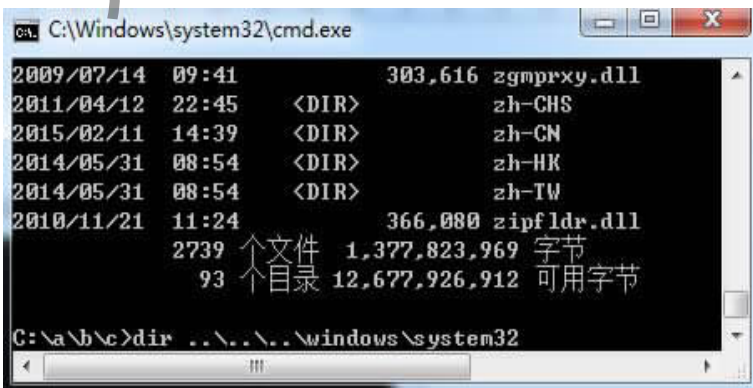 C:\Windows\system32\cmd.exe
2009/07/14  09:41           303,616 zgmprxy.dll
2011/04/12  22:45    <DIR>          zh-CHS
2015/02/11  14:39    <DIR>          zh-CN
2014/05/31  08:54    <DIR>          zh-HK
2014/05/31  08:54    <DIR>          zh-TW
2010/11/21  11:24           366,080 zipfldr.dll
2739 个文件  1,377,823,969 字节
93 个目录 12,677,926,912 可用字节
C:\a\b\c>dir ..\..\..\windows\system32